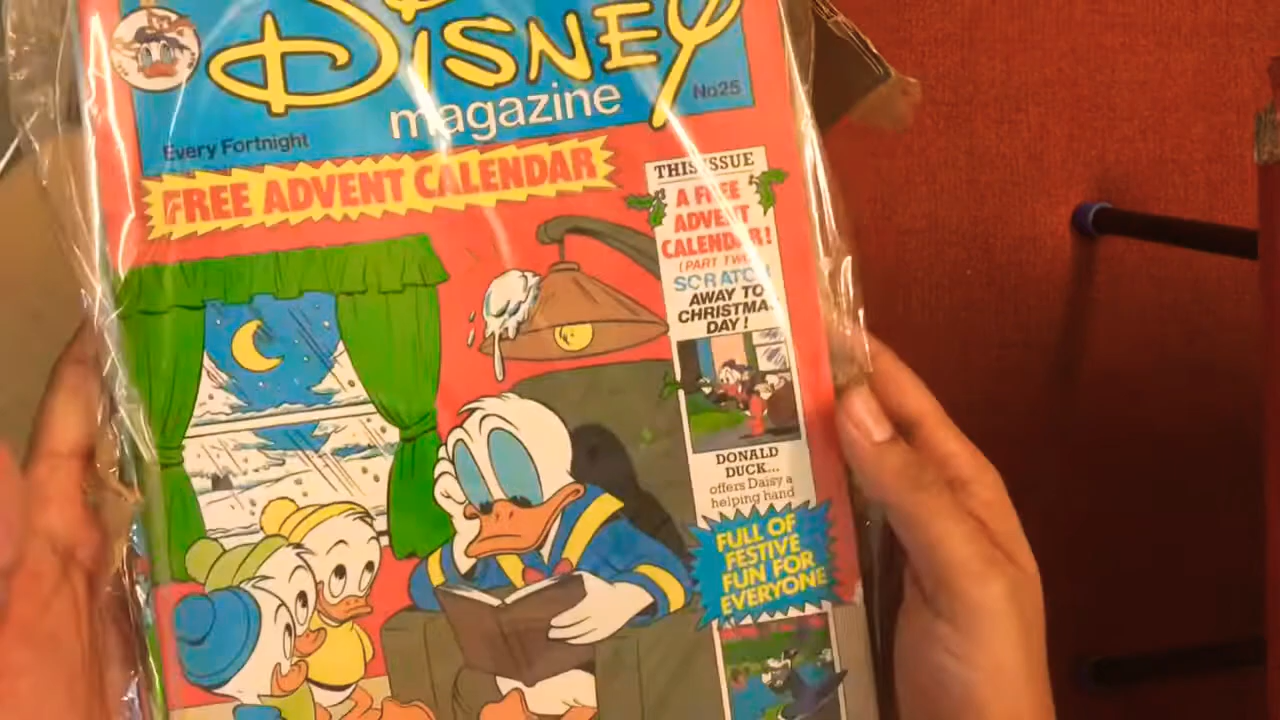 DISNEY
magazine
No25
Every Fortnight
FREE ADVENT CALENDAR
THIS ISSUE
A FREE
ADVENT
CALENDAR!
(PART TWO)
SCRATCH
AWAY TO
CHRISTMAS
DAY!
DONALD
DUCK...
offers Daisy a
helping hand
FULL OF
FESTIVE
FUN FOR
EVERYONE